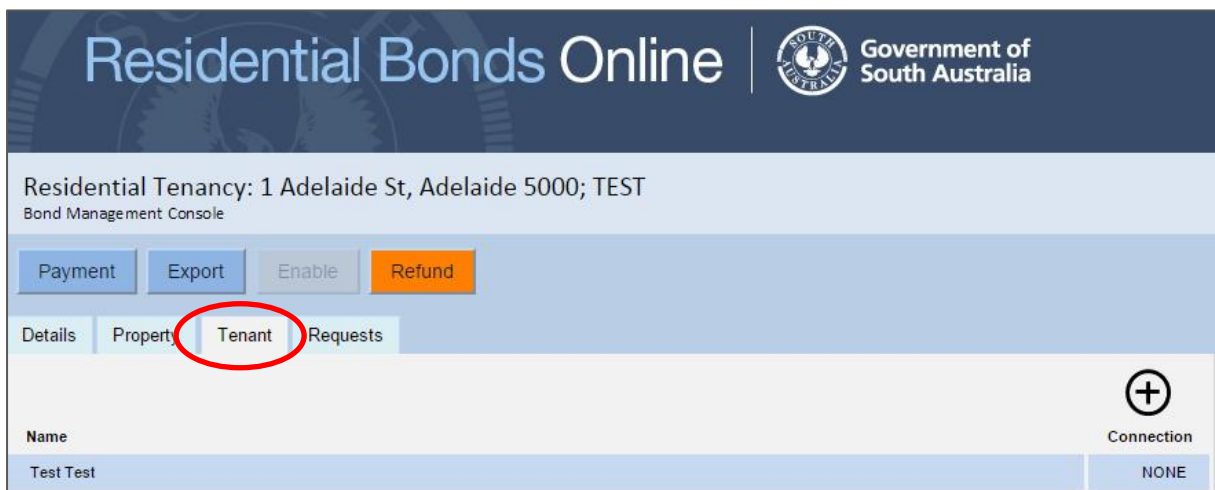 Residential Bonds Online
SOUTH AUSTRALIA
Government of
South Australia
Residential Tenancy: 1 Adelaide St, Adelaide 5000; TEST
Bond Management Console
Payment Export Enable Refund
Details Property Tenant Requests
Name Connection
Test Test NONE